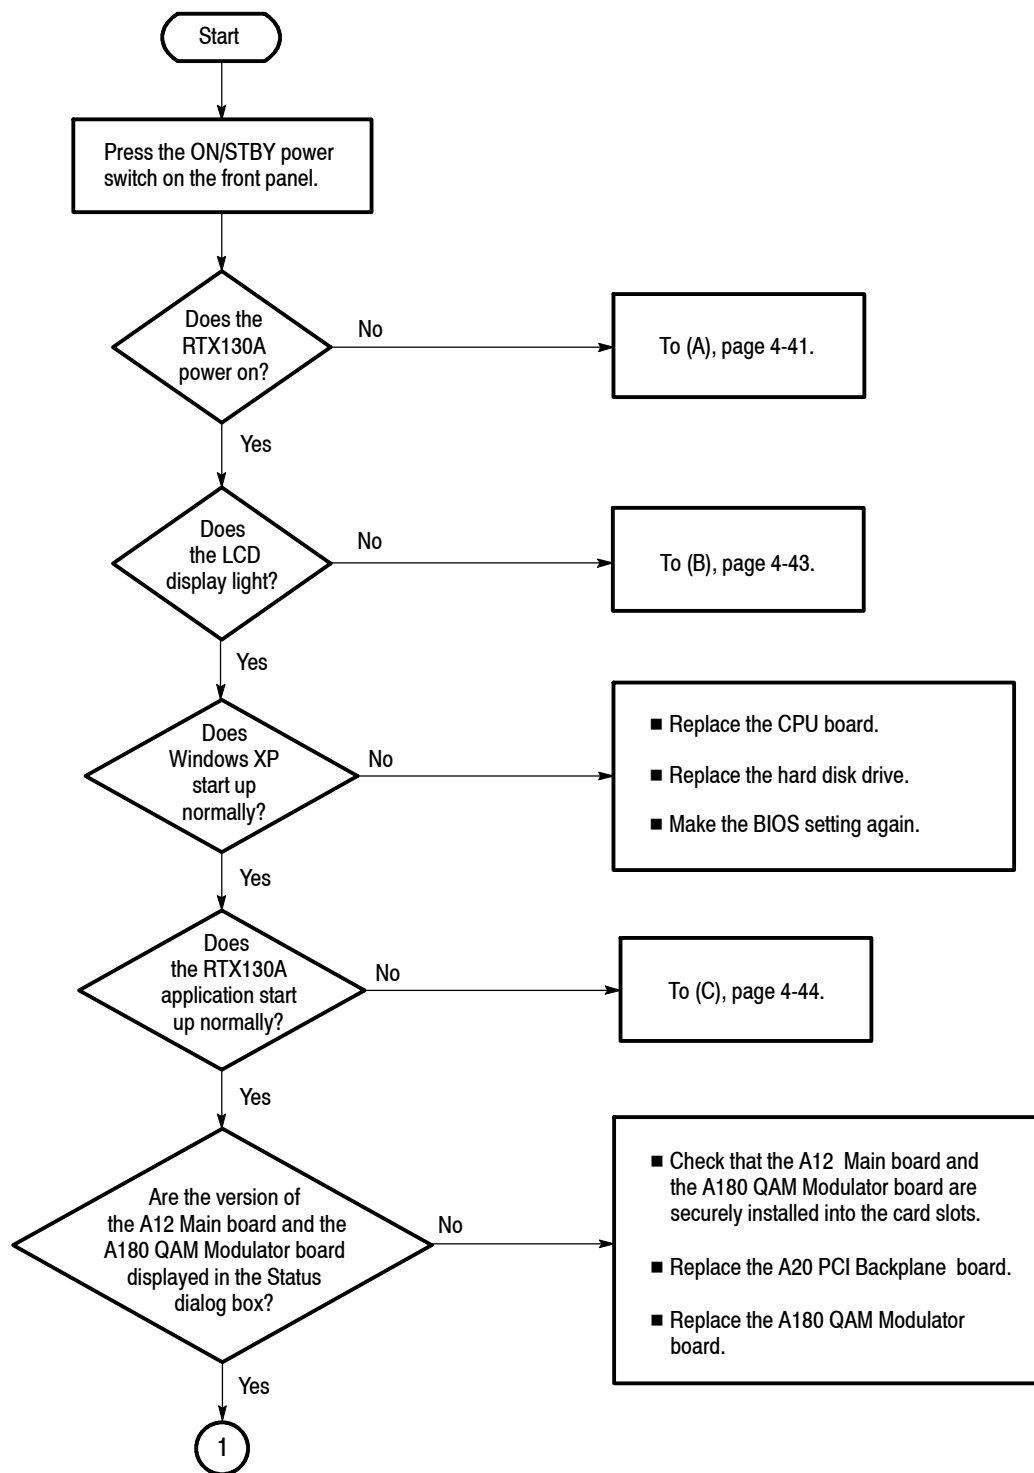 Start
Press the ON/STBY power
switch on the front panel.
Does the
RTX130A
power on?
No
To (A), page 4-41.
Yes
Does
the LCD
display light?
No
To (B), page 4-43.
Yes
Does
Windows XP
start up
normally?
No
■ Replace the CPU board.
■ Replace the hard disk drive.
■ Make the BIOS setting again.
Yes
Does
the RTX130A
application start
up normally?
No
To (C), page 4-44.
Yes
Are the version of
the A12 Main board and the
A180 QAM Modulator board
displayed in the Status
dialog box?
No
■ Check that the A12 Main board and
the A180 QAM Modulator board are
securely installed into the card slots.
■ Replace the A20 PCI Backplane board.
■ Replace the A180 QAM Modulator
board.
Yes
1